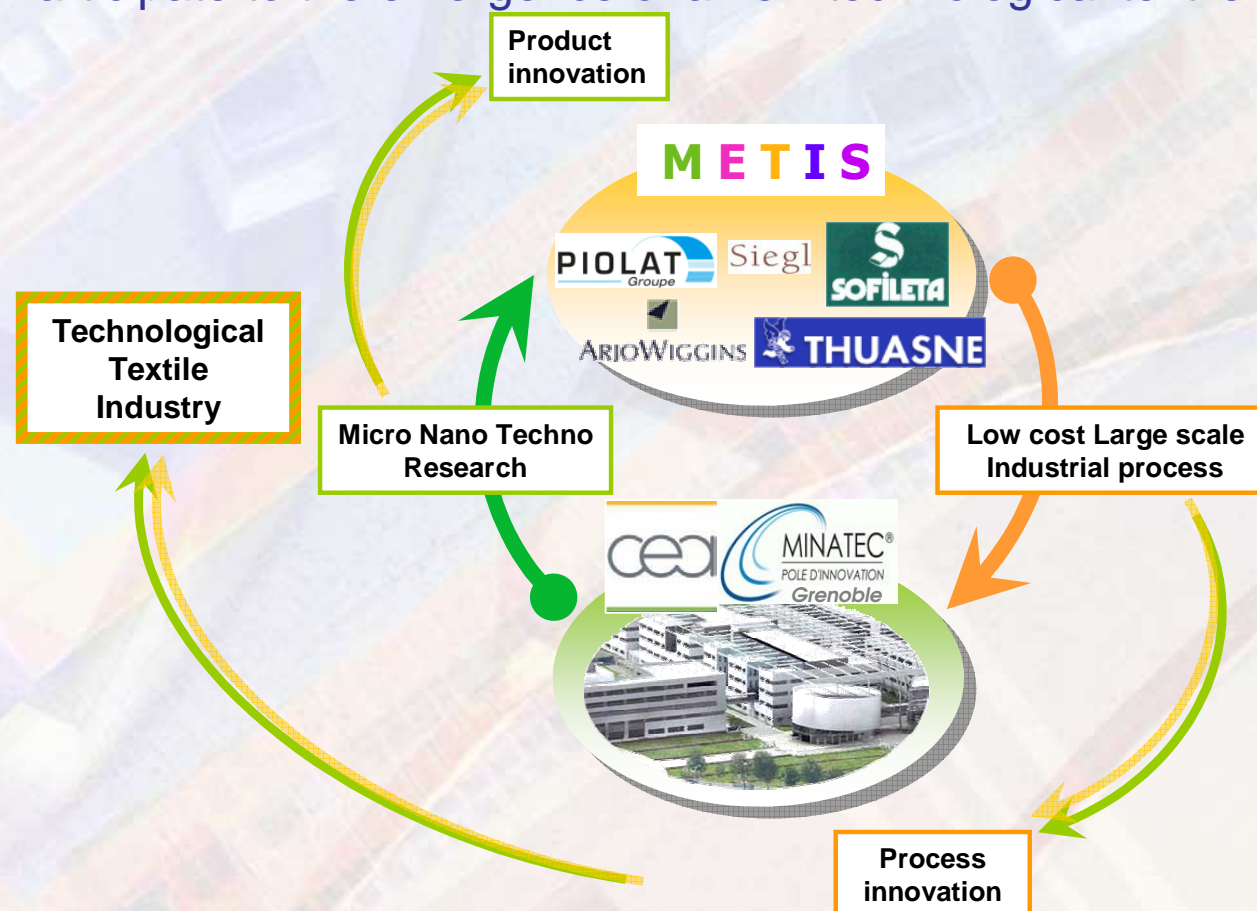 Product
innovation
METIS
PIOLAT
Groupe
Siegl
S
SOFILETA
ARJOWIGGINS
THUASNE
Technological
Textile
Industry
Micro Nano Techno
Research
Low cost Large scale
Industrial process
cea
MINATEC®
POLE D'INNOVATION
Grenoble
Process
innovation